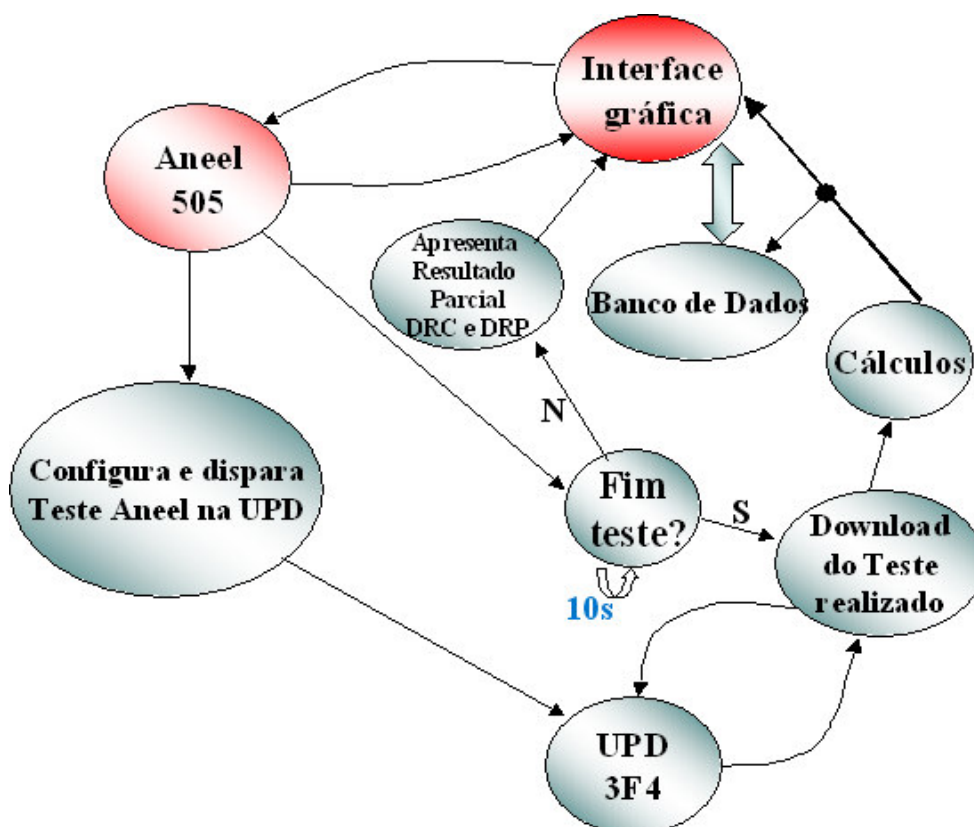 Interface
gráfica
Aneel
505
Apresenta
Resultado
Parcial
DRC e DRP
Banco de Dados
Cálculos
N
Configura e dispara
Teste Aneel na UPD
Fim
teste?
S
10s
Download
do Teste
realizado
UPD
3F4